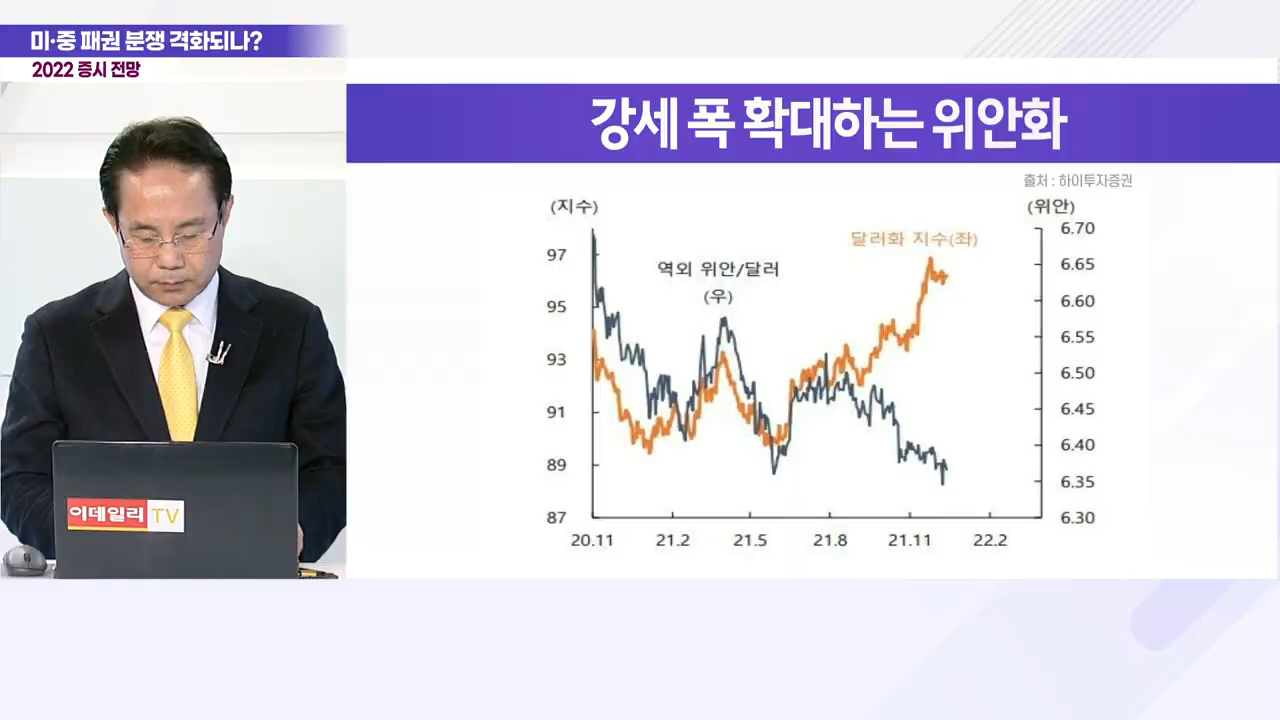 미·중 패권 분쟁 격화되나?
2022 증시 전망
강세 폭 확대하는 위안화
출처 : 하이투자증권
(지수)
(위안)
달러화 지수(좌)
역외 위안/달러
(우)
97
95
93
91
89
87
6.70
6.65
6.60
6.55
6.50
6.45
6.40
6.35
6.30
20.11 21.2 21.5 21.8 21.11 22.2
이데일리 TV